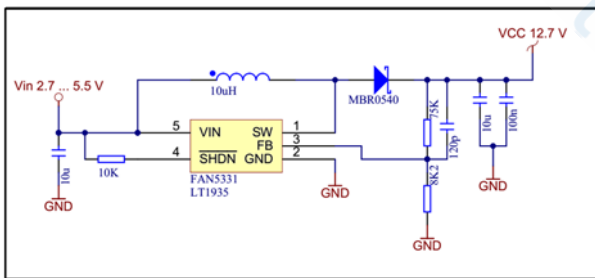 VCC 12.7 V
Vin 2.7 ... 5.5 V
10uH
MBR0540
75K
120p
10u
100n
5 VIN SW 1
FB 3
4 SHDN GND 2
10u
10K
FAN5331
LT1935
8K2
GND
GND
GND
GND